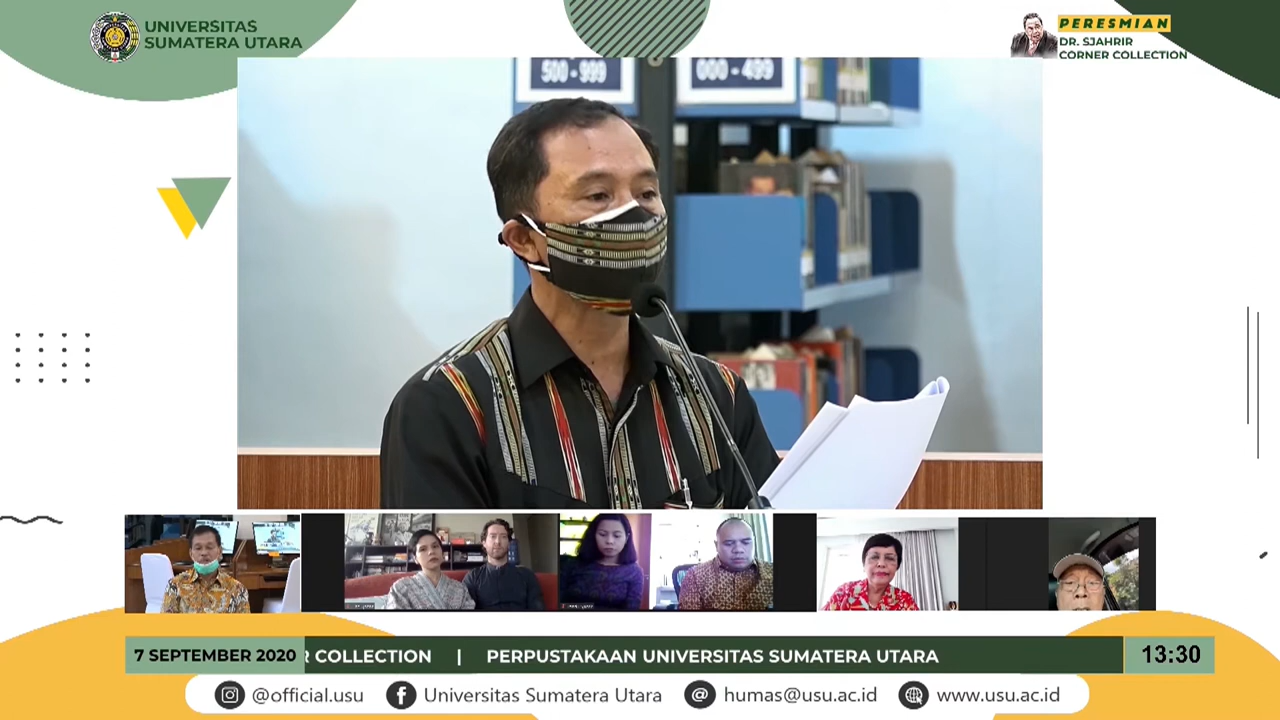 UNIVERSITAS
SUMATERA UTARA
PERESMIAN
DR. SJAHRIR
CORNER COLLECTION
500-999
000-499
7 SEPTEMBER 2020
R COLLECTION | PERPUSTAKAAN UNIVERSITAS SUMATERA UTARA
13:30
@official.usu
Universitas Sumatera Utara
humas@usu.ac.id
www.usu.ac.id